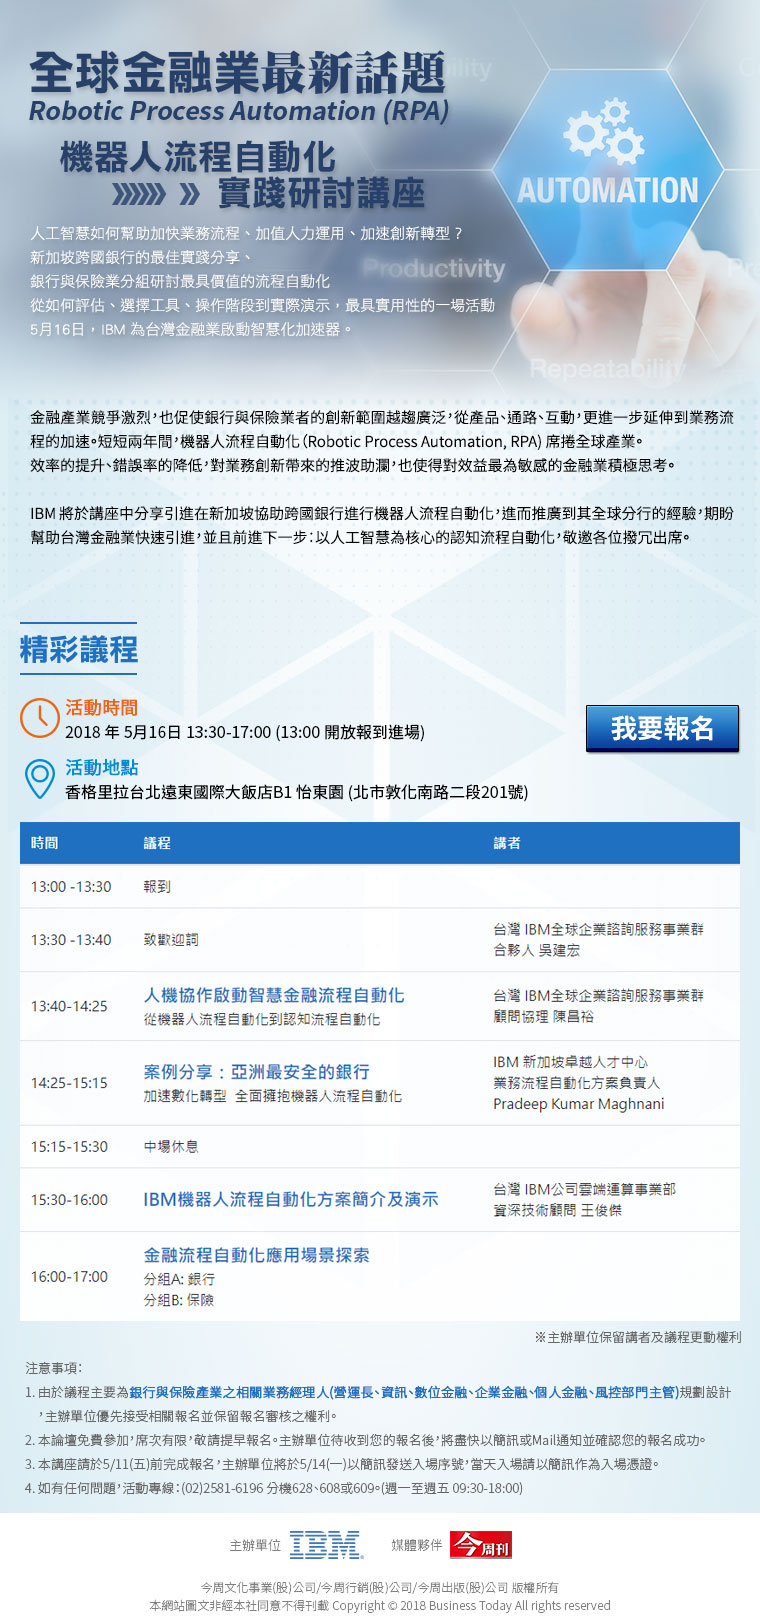 全球金融業最新話題
Robotic Process Automation (RPA)
機器人流程自動化
實踐研討講座
AUTOMATION
Productivity
Repeatability
人工智慧如何幫助加快業務流程、加值人力運用、加速創新轉型？
新加坡跨國銀行的最佳實踐分享、
銀行與保險業分組研討最具價值的流程自動化
從如何評估、選擇工具、操作階段到實際演示，最具實用性的一場活動
5月16日，IBM 為台灣金融業啟動智慧化加速器。
金融產業競爭激烈，也促使銀行與保險業者的創新範圍越趨廣泛，從產品、通路、互動，更進一步延伸到業務流
程的加速。短短兩年間，機器人流程自動化（Robotic Process Automation, RPA) 席捲全球產業。
效率的提升、錯誤率的降低，對業務創新帶來的推波助瀾，也使得對效益最為敏感的金融業積極思考。
IBM 將於講座中分享引進在新加坡協助跨國銀行進行機器人流程自動化，進而推廣到其全球分行的經驗，期盼
幫助台灣金融業快速引進，並且前進下一步：以人工智慧為核心的認知流程自動化，敬邀各位撥冗出席。
精彩議程
活動時間
2018 年 5月16日 13:30-17:00 (13:00 開放報到進場)
我要報名
活動地點
香格里拉台北遠東國際大飯店B1 怡東園 (北市敦化南路二段201號)
時間 議程 講者
13:00 -13:30 報到
13:30 -13:40 致歡迎詞 台灣 IBM全球企業諮詢服務事業群
合夥人 吳建宏
13:40-14:25 人機協作啟動智慧金融流程自動化 台灣 IBM全球企業諮詢服務事業群
從機器人流程自動化到認知流程自動化 顧問協理 陳昌裕
14:25-15:15 案例分享：亞洲最安全的銀行 IBM 新加坡卓越人才中心
加速數化轉型 全面擁抱機器人流程自動化 業務流程自動化方案負責人
Pradeep Kumar Maghnani
15:15-15:30 中場休息
15:30-16:00 IBM機器人流程自動化方案簡介及演示 台灣 IBM公司雲端運算事業部
資深技術顧問 王俊傑
16:00-17:00 金融流程自動化應用場景探索
分組A: 銀行
分組B: 保險
※主辦單位保留講者及議程更動權利
注意事項：
1. 由於議程主要為銀行與保險產業之相關業務經理人(營運長、資訊、數位金融、企業金融、個人金融、風控部門主管)規劃設計
，主辦單位優先接受相關報名並保留報名審核之權利。
2. 本論壇免費參加，席次有限，敬請提早報名。主辦單位待收到您的報名後，將盡快以簡訊或Mail通知並確認您的報名成功。
3. 本講座請於5/11(五)前完成報名，主辦單位將於5/14(一)以簡訊發送入場序號，當天入場請以簡訊作為入場憑證。
4. 如有任何問題，活動專線：(02)2581-6196 分機628、608或609。(週一至週五 09:30-18:00)
主辦單位 IBM 媒體夥伴 今周刊
今周文化事業(股)公司/今周行銷(股)公司/今周出版(股)公司 版權所有
本網站圖文非經本社同意不得刊載 Copyright © 2018 Business Today All rights reserved